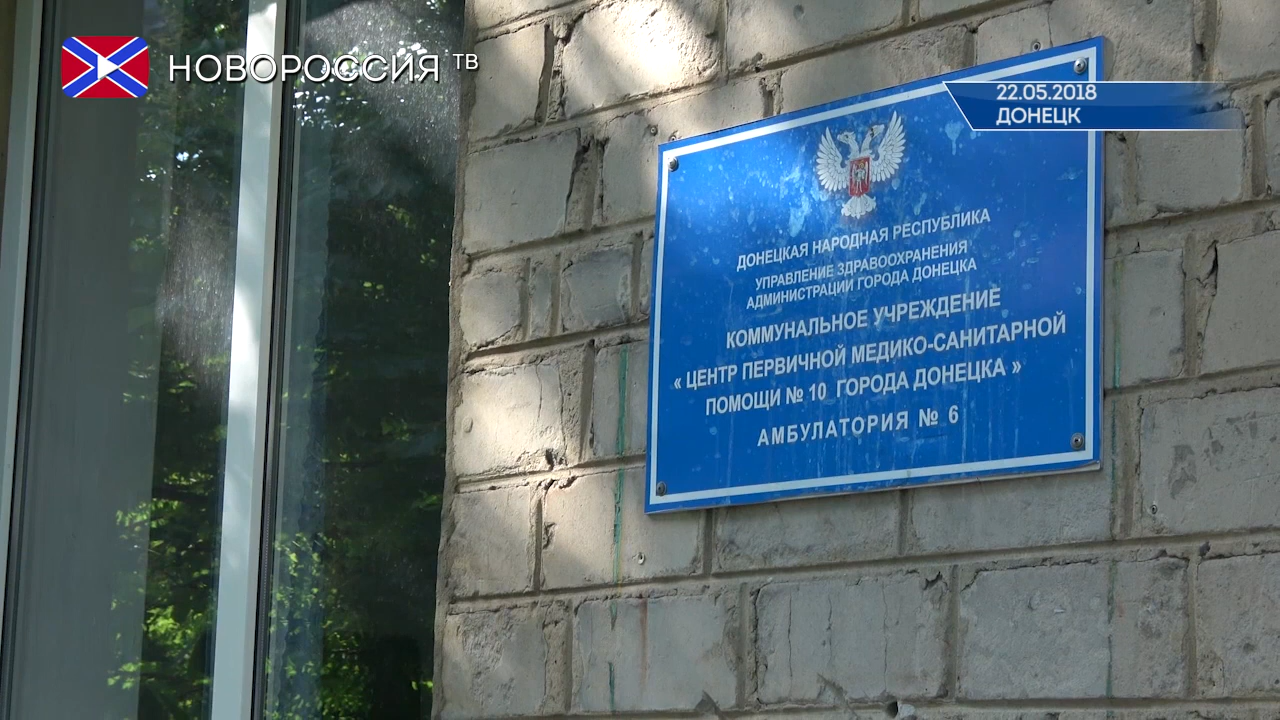 НОВОРОССИЯ ТВ
22.05.2018
ДОНЕЦК
ДОНЕЦКАЯ НАРОДНАЯ РЕСПУБЛИКА
УПРАВЛЕНИЕ ЗДРАВООХРАНЕНИЯ
АДМИНИСТРАЦИИ ГОРОДА ДОНЕЦКА
КОММУНАЛЬНОЕ УЧРЕЖДЕНИЕ
« ЦЕНТР ПЕРВИЧНОЙ МЕДИКО-САНИТАРНОЙ
ПОМОЩИ № 10 ГОРОДА ДОНЕЦКА »
АМБУЛАТОРИЯ № 6